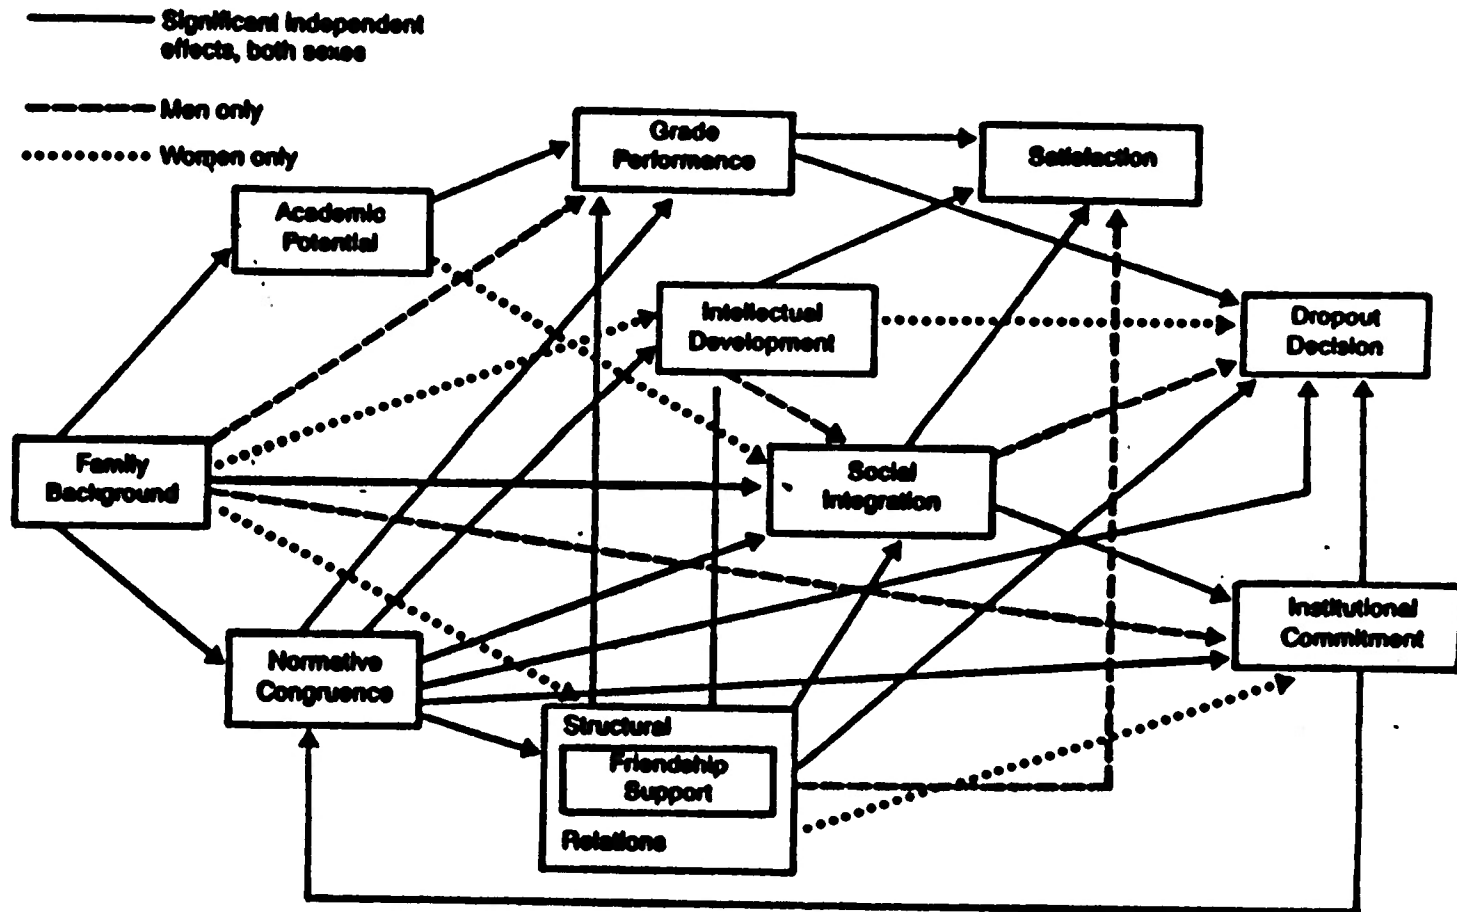 Significant independent
effects, both sexes
Men only
Women only
Grade
Performance
Satisfaction
Academic
Potential
Intellectual
Development
Dropout
Decision
Family
Background
Social
Integration
Institutional
Commitment
Normative
Congruence
Structural
Friendship
Support
Relations